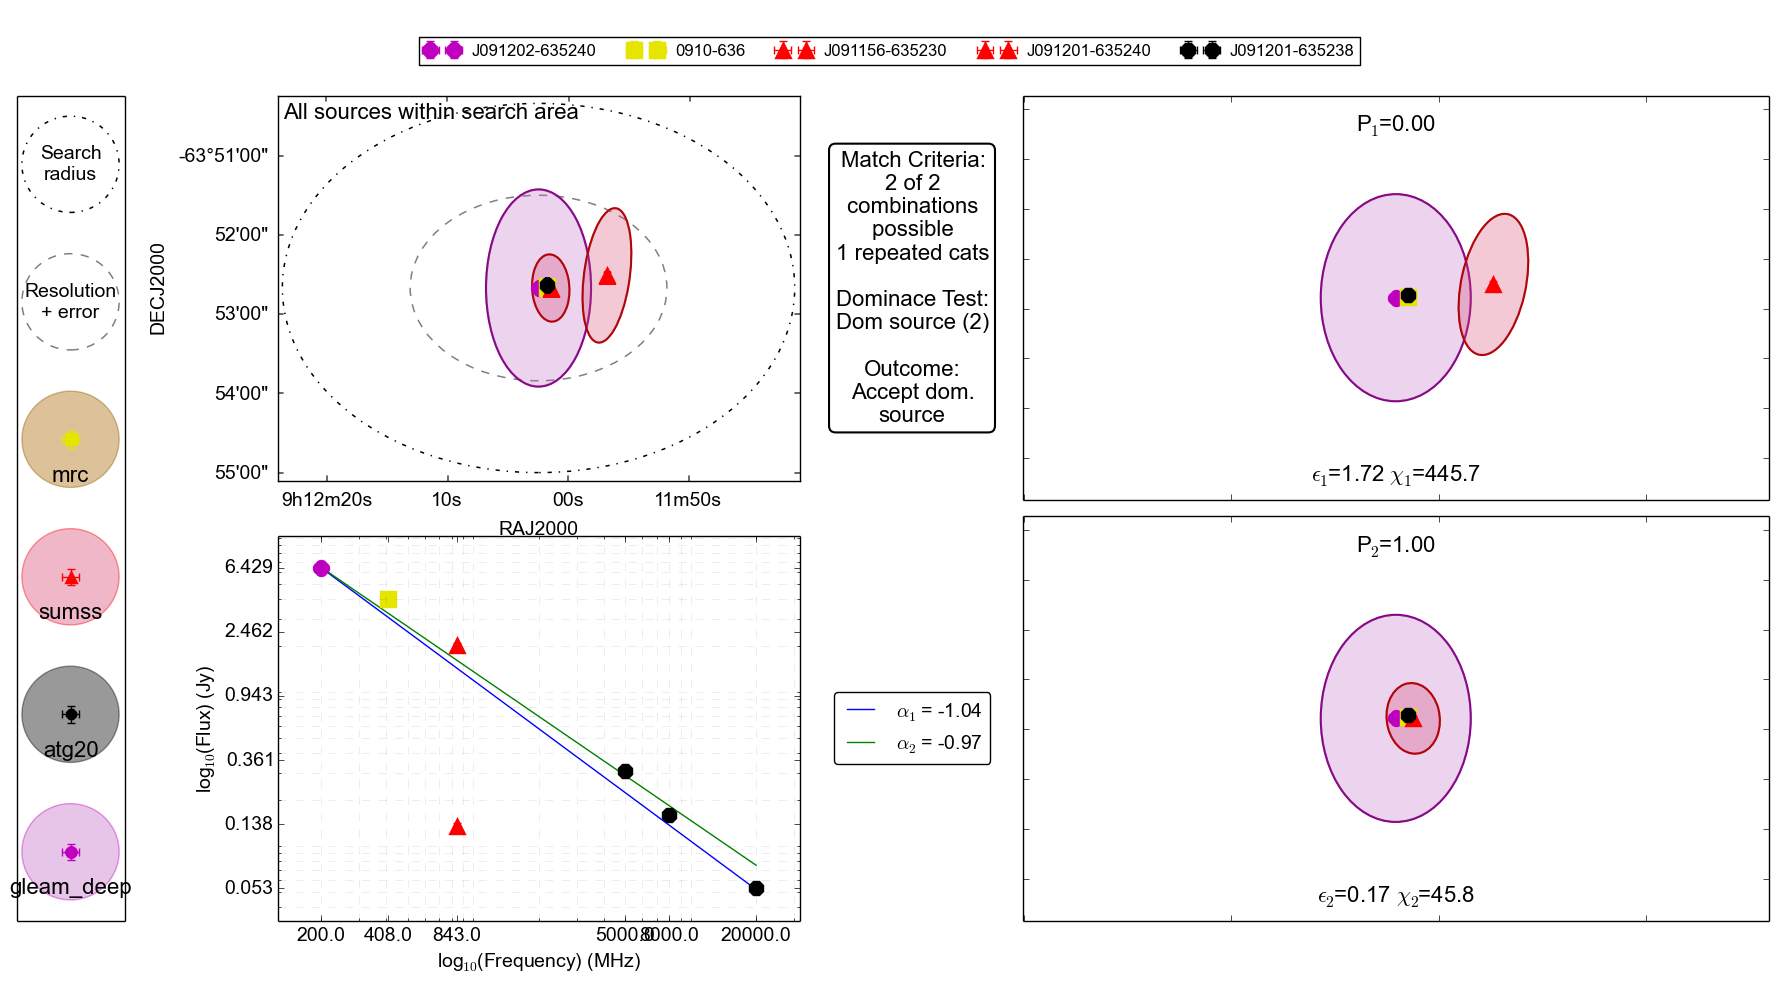 J091202-635240 0910-636 J091156-635230 J091201-635240 J091201-635238
Search
radius
Resolution
+ error
mrc
sumss
atg20
gleam_deep
All sources within search area
DECJ2000
-63°51'00"
52'00"
53'00"
54'00"
55'00"
9h12m20s 10s 00s 11m50s
RAJ2000
Match Criteria:
2 of 2
combinations
possible
1 repeated cats
Dominace Test:
Dom source (2)
Outcome:
Accept dom.
source
P1=0.00
ϵ1=1.72 χ1=445.7
P2=1.00
ϵ2=0.17 χ2=45.8
log10(Flux) (Jy)
6.429
2.462
0.943
0.361
0.138
0.053
200.0 408.0 843.0 5000.0 8000.0 20000.0
log10(Frequency) (MHz)
α1 = -1.04
α2 = -0.97